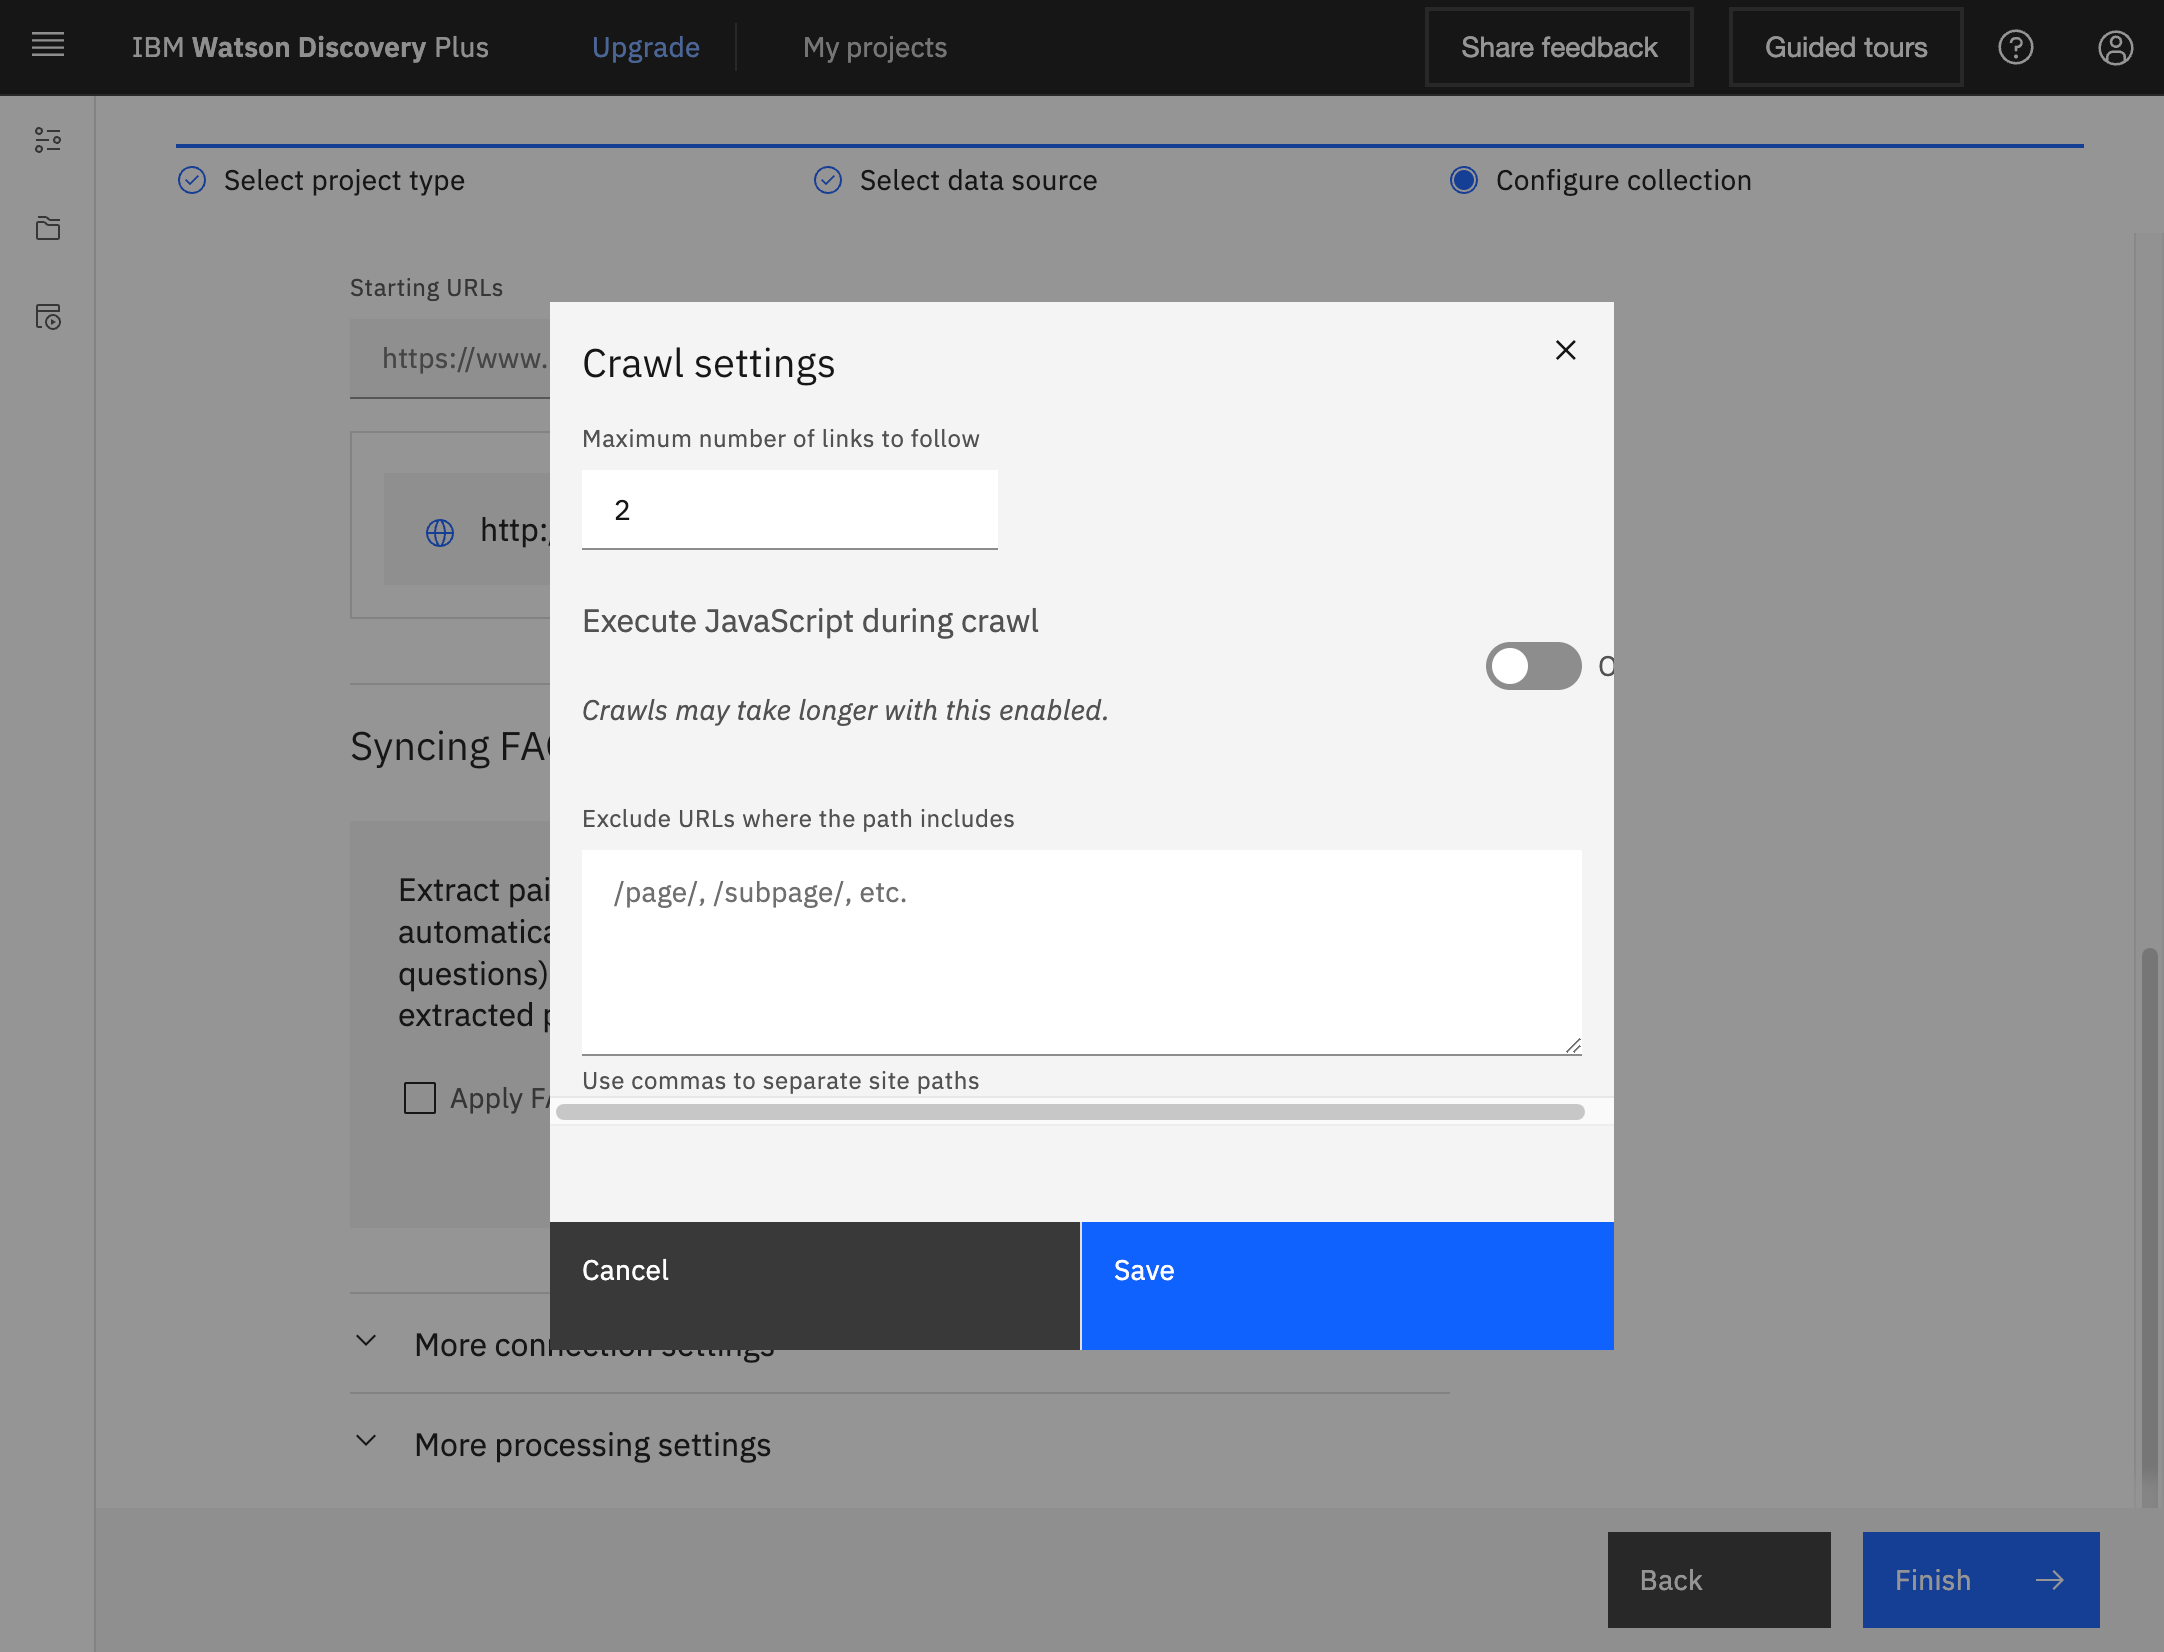 IBM Watson Discovery Plus
Upgrade
My projects
Share feedback
Guided tours
Select project type
Select data source
Configure collection
Starting URLs
https://www.
http:
Syncing
Extract
questions)
extracted
Apply
More connection settings
More processing settings
Crawl settings
Maximum number of links to follow
2
Execute JavaScript during crawl
Crawls may take longer with this enabled.
Exclude URLs where the path includes
/page/, /subpage/, etc.
Use commas to separate site paths
Cancel
Save
Back
Finish